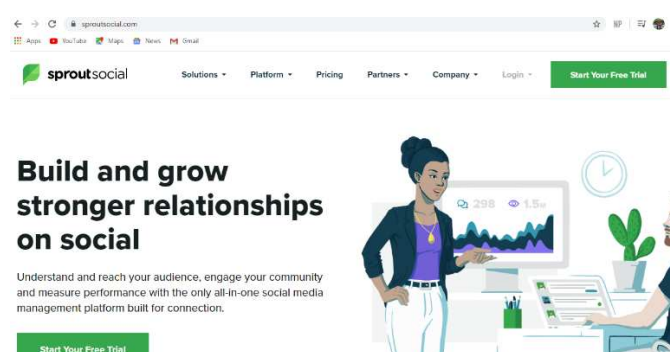 sproutsocial.com
Apps YouTube Maps News Gmail
sproutsocial Solutions Platform Pricing Partners Company Login Start Your Free Trial
Build and grow
stronger relationships
on social
298 1.5M
Understand and reach your audience, engage your community
and measure performance with the only all-in-one social media
management platform built for connection.
Start Your Free Trial